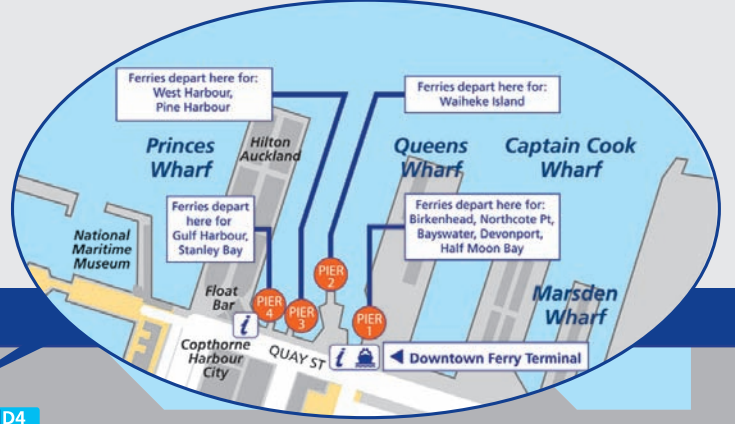 Ferries depart here for:
West Harbour,
Pine Harbour
Ferries depart here for:
Waiheke Island
Princes
Wharf
Hilton
Auckland
Queens
Wharf
Captain Cook
Wharf
Ferries depart
here for
Gulf Harbour,
Stanley Bay
Ferries depart here for:
Birkenhead, Northcote Pt,
Bayswater, Devonport,
Half Moon Bay
National
Maritime
Museum
Float
Bar
PIER
4
PIER
3
PIER
2
PIER
1
Marsden
Wharf
i
Copthorne
Harbour
City
QUAY ST
i
Downtown Ferry Terminal
D4